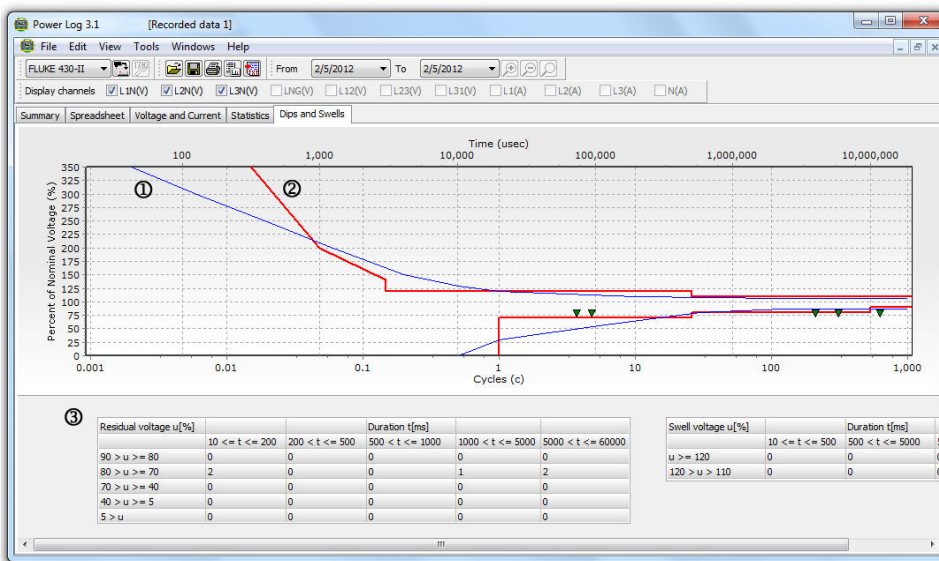 Power Log 3.1 [Recorded data 1]
File Edit View Tools Windows Help
FLUKE 430-II From 2/5/2012 To 2/5/2012
Display channels L1N(V) L2N(V) L3N(V) LNG(V) L12(V) L23(V) L31(V) L1(A) L2(A) L3(A) N(A)
Summary Spreadsheet Voltage and Current Statistics Dips and Swells
Time (usec)
100 1,000 10,000 100,000 1,000,000 10,000,000
Percent of Nominal Voltage (%)
350
325
300
275
250
225
200
175
150
125
100
75
50
25
0
① ②
0.001 0.01 0.1 1 10 100 1,000
Cycles (c)
③
Residual voltage u[%] Duration t[ms]
10 <= t <= 200 200 < t <= 500 500 < t <= 1000 1000 < t <= 5000 5000 < t <= 60000
90 > u >= 80 0 0 0 0 0
80 > u >= 70 2 0 0 1 2
70 > u >= 40 0 0 0 0 0
40 > u >= 5 0 0 0 0 0
5 > u 0 0 0 0 0
Swell voltage u[%] Duration t[ms]
10 <= t <= 500 500 < t <= 5000
u >= 120 0 0
120 > u > 110 0 0